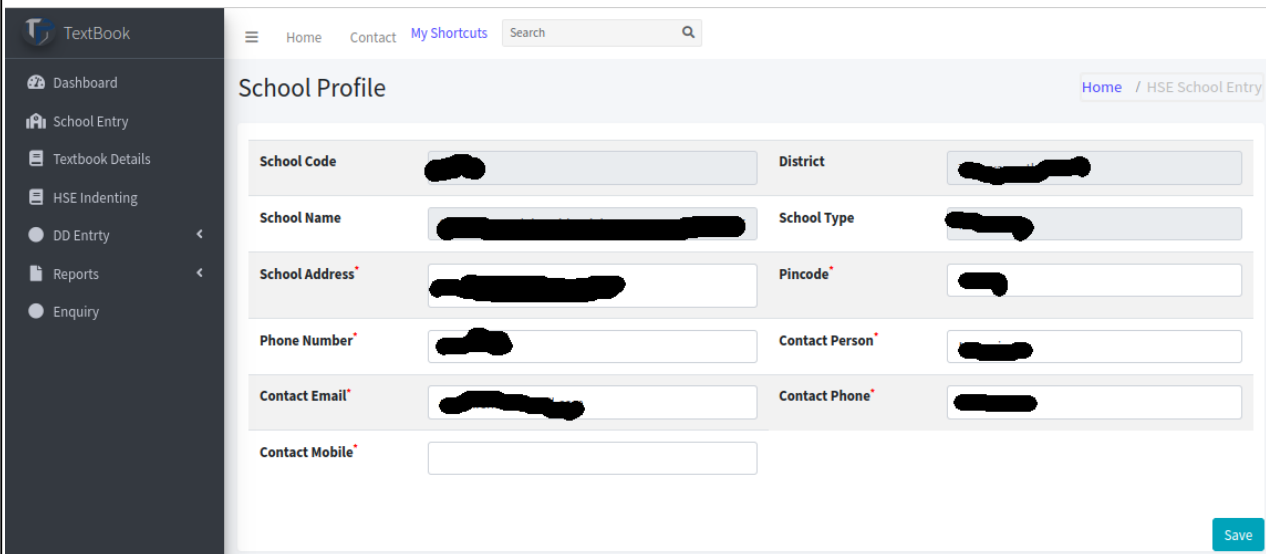 TextBook
Home Contact My Shortcuts Search
Dashboard
School Entry
Textbook Details
HSE Indenting
DD Entrty
Reports
Enquiry
School Profile
Home / HSE School Entry
School Code
District
School Name
School Type
School Address*
Pincode*
Phone Number*
Contact Person*
Contact Email*
Contact Phone*
Contact Mobile*
Save